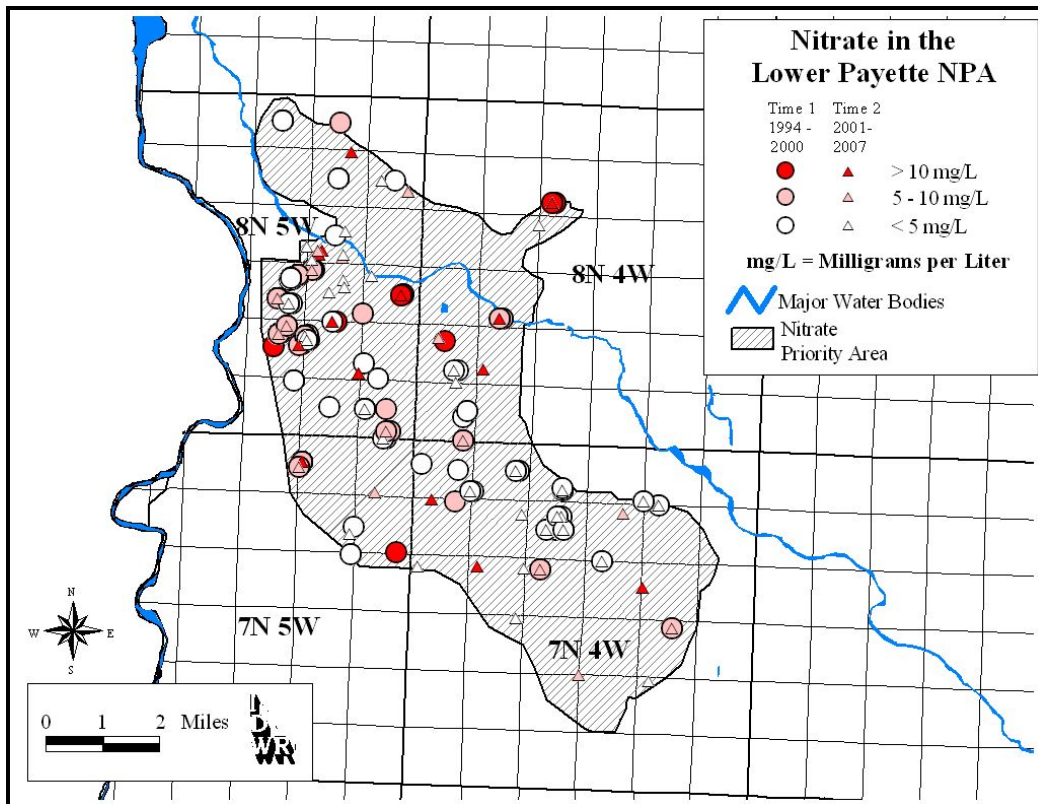 Nitrate in the
Lower Payette NPA
Time 1 Time 2
1994 - 2001-
2000 2007
> 10 mg/L
5 - 10 mg/L
< 5 mg/L
mg/L = Milligrams per Liter
Major Water Bodies
Nitrate
Priority Area
8N 5W
8N 4W
7N 5W
7N 4W
N
W E
S
0 1 2 Miles
I
D
WR